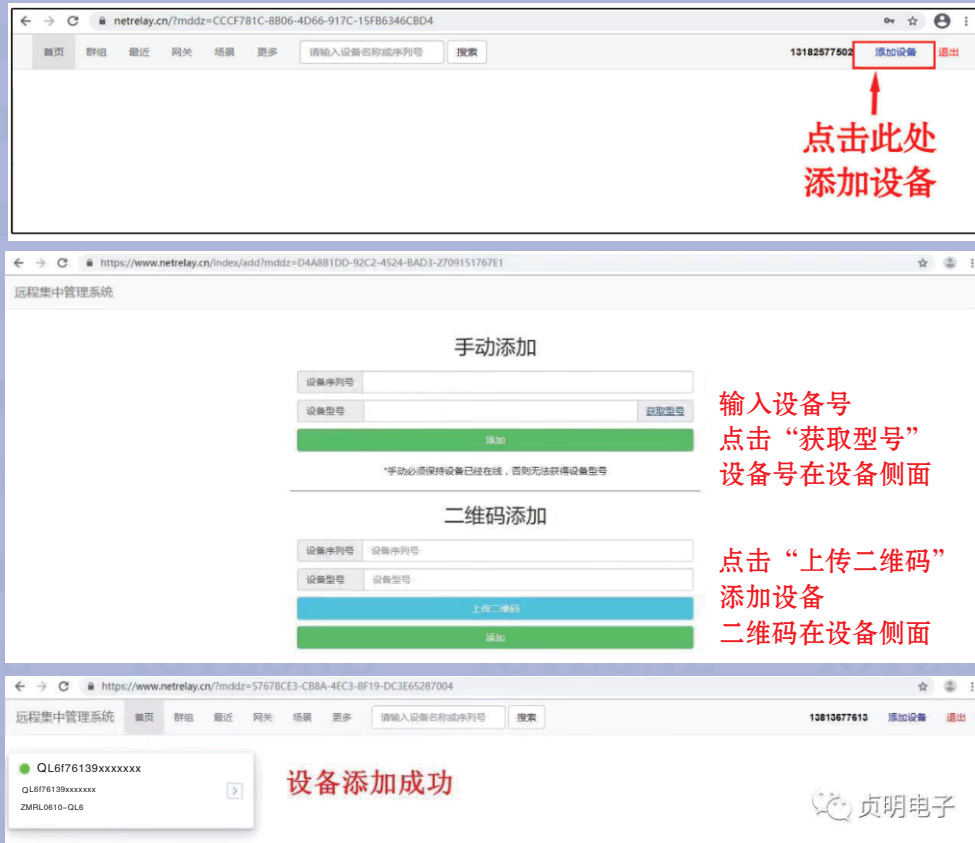 netrelay.cn/?mddz=CCCF781C-8B06-4D66-917C-15FB6346CBD4
首页 群组 最近 网关 场景 更多 请输入设备名称或序列号 搜索 13182577502 添加设备 退出
点击此处
添加设备
https://www.netrelay.cn/index/add?mddz=D4A8B1DD-92C2-4524-BAD3-2709151767E1
远程集中管理系统
手动添加
设备序列号
设备型号 获取型号
添加
*手动必须保持设备已经在线，否则无法获得设备型号
输入设备号
点击“获取型号”
设备号在设备侧面
二维码添加
设备序列号 设备序列号
设备型号 设备型号
上传二维码
添加
点击“上传二维码”
添加设备
二维码在设备侧面
https://www.netrelay.cn/?mddz=5767BCE3-CB8A-4EC3-8F19-DC3E65287004
远程集中管理系统 首页 群组 最近 网关 场景 更多 请输入设备名称或序列号 搜索 13813677613 添加设备 退出
QL6f76139xxxxxxx
QL6f76139xxxxxxx
ZMRL0610-QL6
设备添加成功
贞明电子